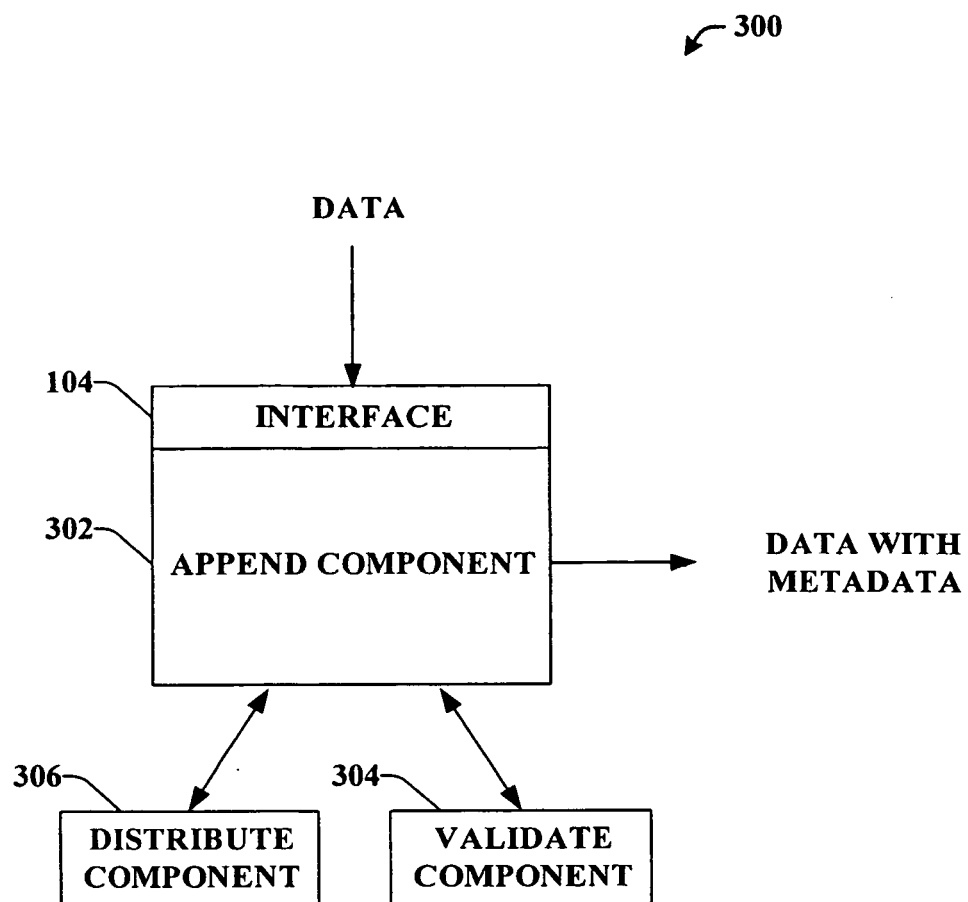 300
DATA
104
INTERFACE
302
APPEND COMPONENT
DATA WITH
METADATA
306
304
DISTRIBUTE
COMPONENT
VALIDATE
COMPONENT